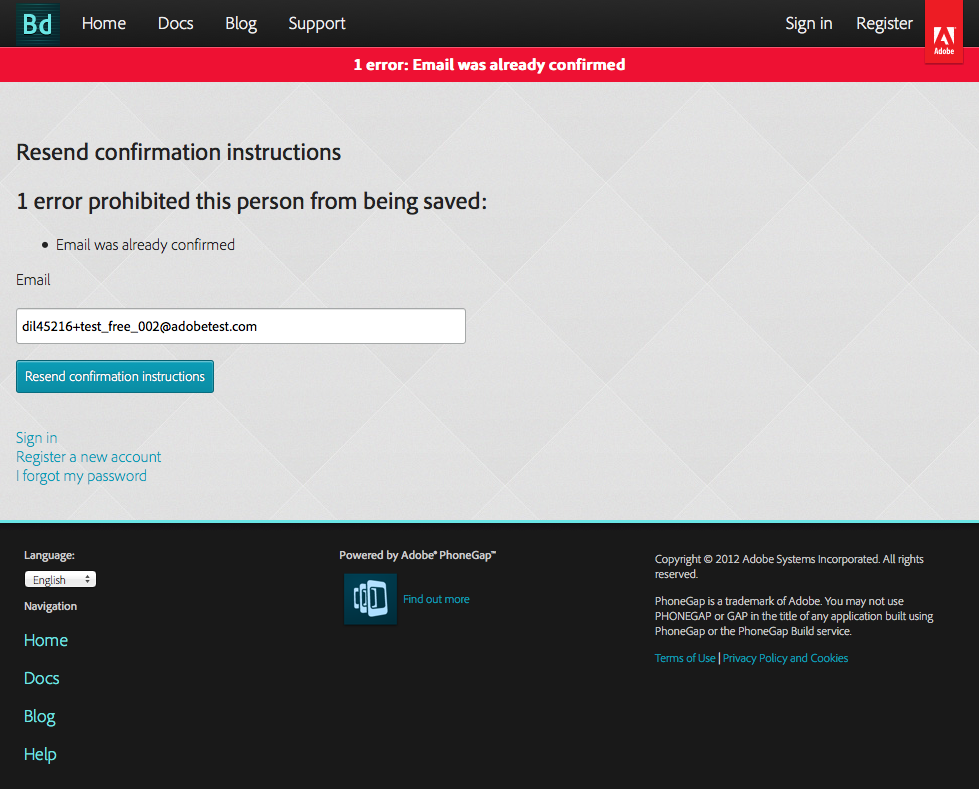 Bd Home Docs Blog Support Sign in Register
Adobe
1 error: Email was already confirmed
Resend confirmation instructions
1 error prohibited this person from being saved:
• Email was already confirmed
Email
dil45216+test_free_002@adobetest.com
Resend confirmation instructions
Sign in
Register a new account
I forgot my password
Language:
English
Navigation
Home
Docs
Blog
Help
Powered by Adobe® PhoneGap™
Find out more
Copyright © 2012 Adobe Systems Incorporated. All rights
reserved.
PhoneGap is a trademark of Adobe. You may not use
PHONEGAP or GAP in the title of any application built using
PhoneGap or the PhoneGap Build service.
Terms of Use | Privacy Policy and Cookies